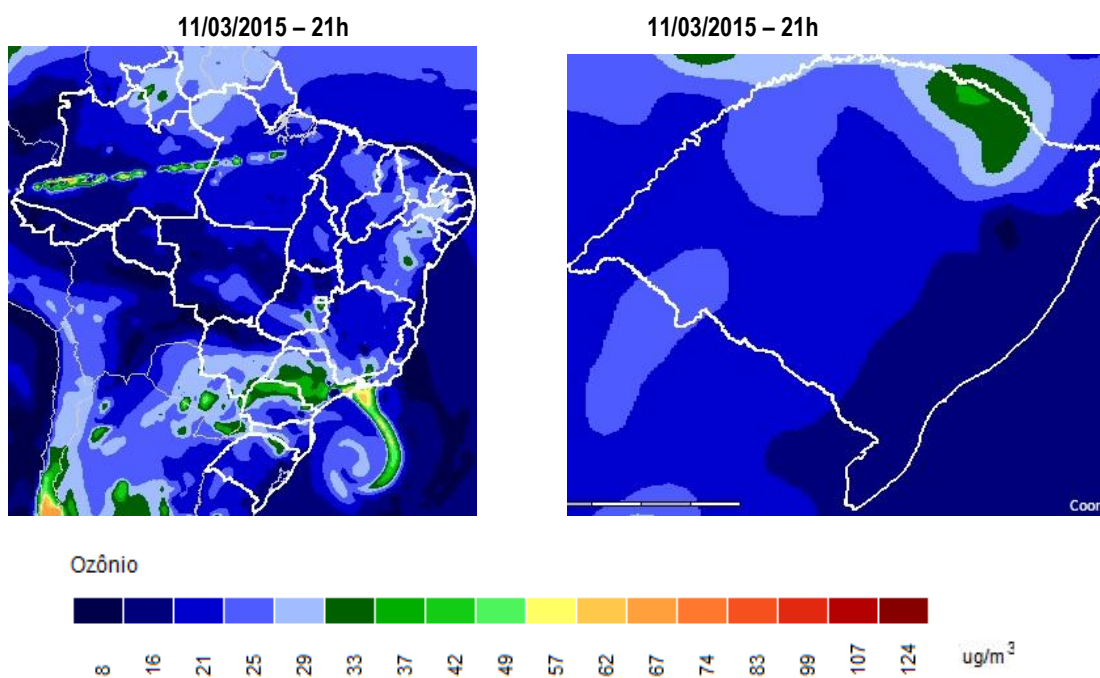 11/03/2015 – 21h
11/03/2015 – 21h
Coor
Ozônio
8 16 21 25 29 33 37 42 49 57 62 67 74 83 99 107 124 ug/m³